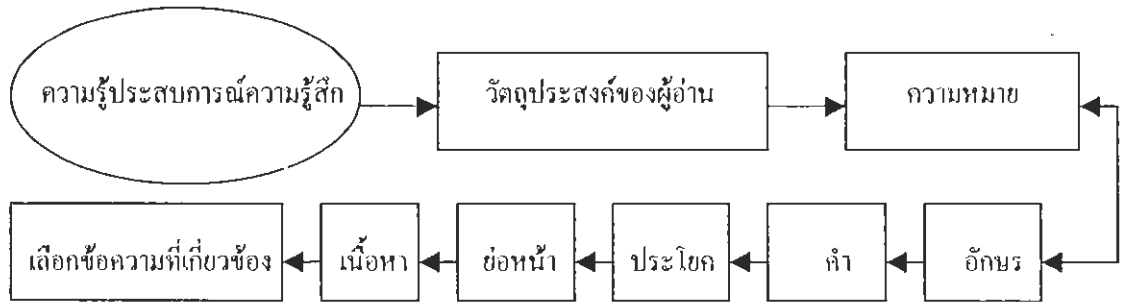 ความรู้ประสบการณ์ความรู้สึก
วัตถุประสงค์ของผู้อ่าน
ความหมาย
เลือกข้อความที่เกี่ยวข้อง
เนื้อหา
ย่อหน้า
ประโยค
คำ
อักษร